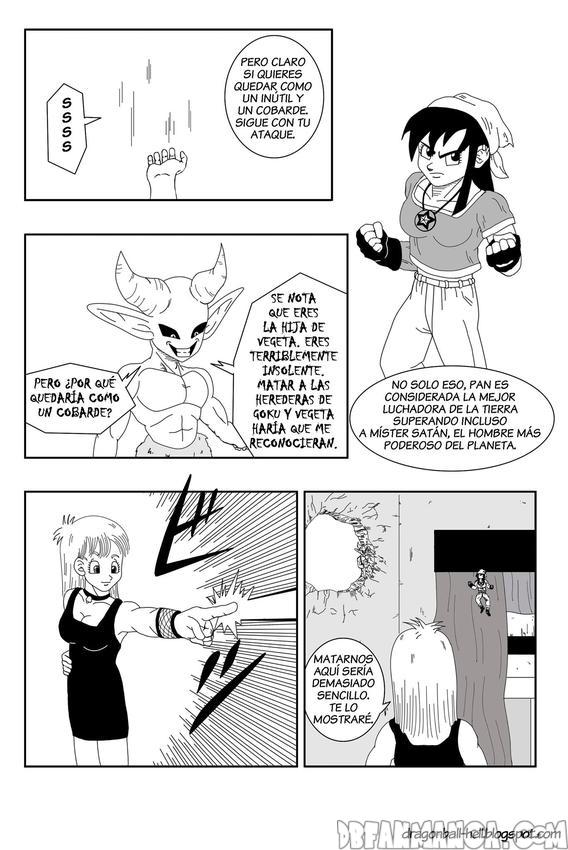 PERO CLARO
SI QUIERES
QUEDAR COMO
UN INÚTIL Y
UN COBARDE.
SIGUE CON TU
ATAQUE.
S
S
S
S
SE NOTA
QUE ERES
LA HIJA DE
VEGETA. ERES
TERRIBLEMENTE
INSOLENTE.
MATAR A LAS
HEREDERAS DE
GOKU Y VEGETA
HARÍA QUE ME
RECONOCIERAN.
PERO ¿POR QUÉ
QUEDARÍA COMO
UN COBARDE?
NO SOLO ESO, PAN ES
CONSIDERADA LA MEJOR
LUCHADORA DE LA TIERRA
SUPERANDO INCLUSO
A MÍSTER SATÁN, EL HOMBRE MÁS
PODEROSO DEL PLANETA.
MATARNOS
AQUÍ SERÍA
DEMASIADO
SENCILLO.
TE LO
MOSTRARÉ.
dragonball-hell.blogspot.com
DBFANMANGA.COM